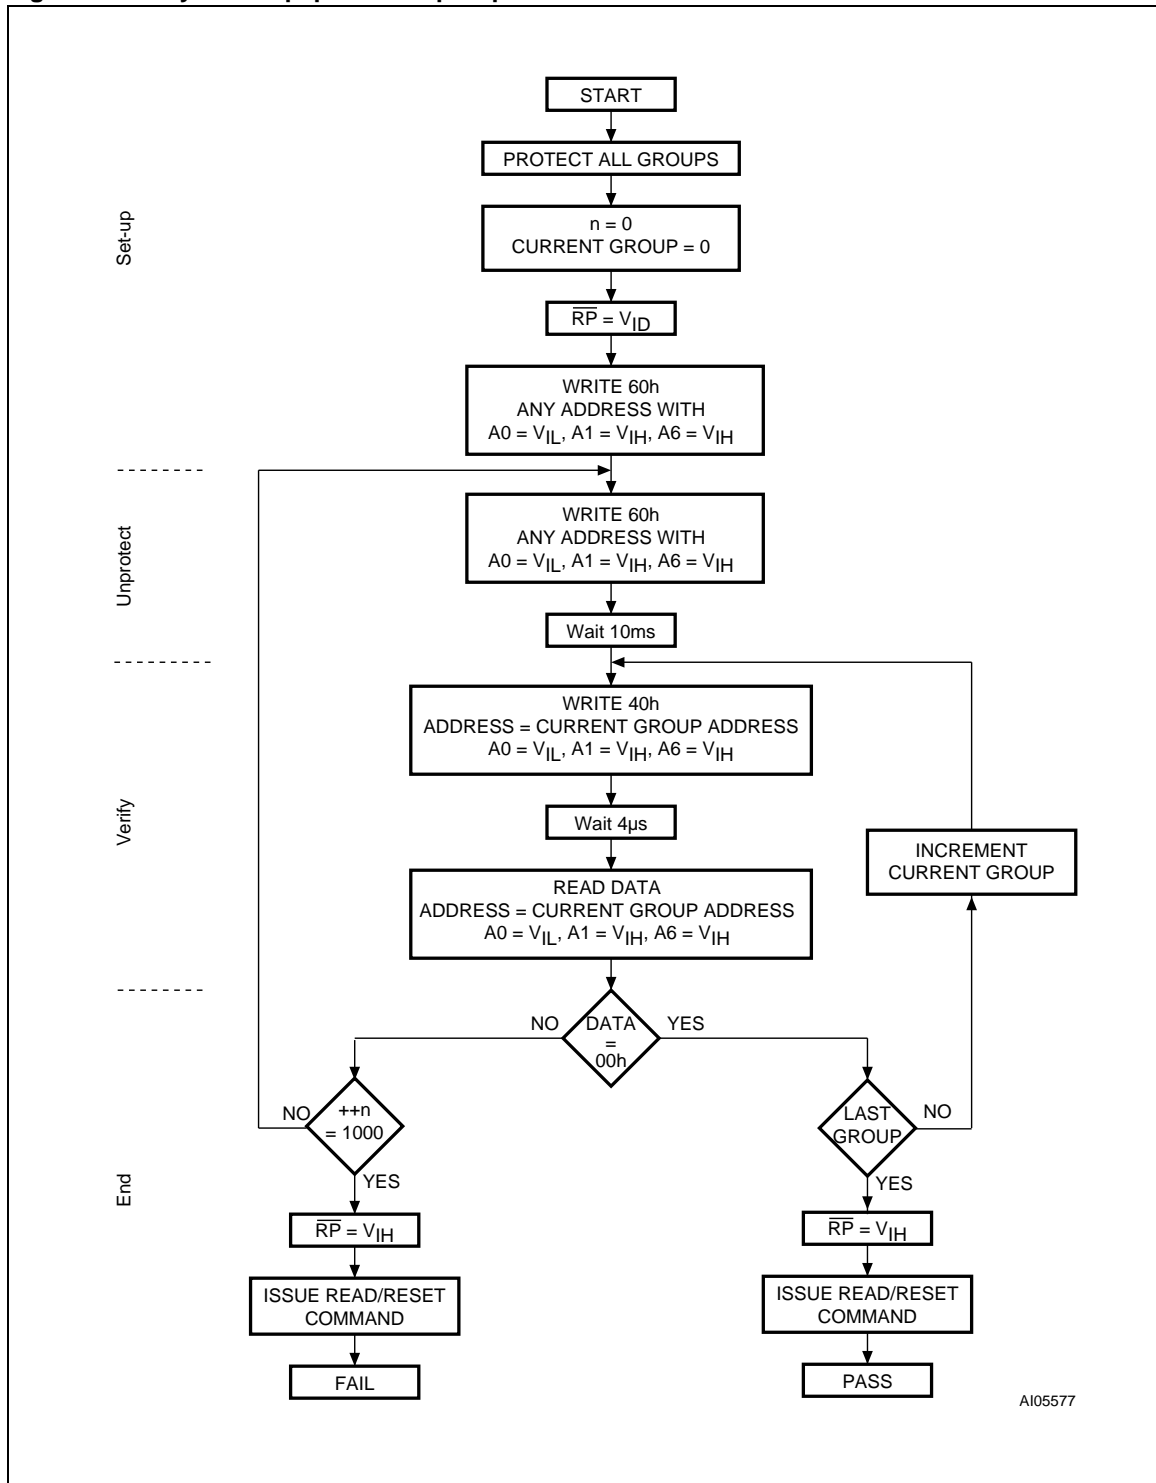 START
PROTECT ALL GROUPS
n = 0
CURRENT GROUP = 0
Set-up
RP = VID
WRITE 60h
ANY ADDRESS WITH
A0 = VIL, A1 = VIH, A6 = VIH
WRITE 60h
ANY ADDRESS WITH
A0 = VIL, A1 = VIH, A6 = VIH
Unprotect
Wait 10ms
WRITE 40h
ADDRESS = CURRENT GROUP ADDRESS
A0 = VIL, A1 = VIH, A6 = VIH
Verify
Wait 4µs
INCREMENT
CURRENT GROUP
READ DATA
ADDRESS = CURRENT GROUP ADDRESS
A0 = VIL, A1 = VIH, A6 = VIH
NO
DATA
=
00h
YES
NO
++n
= 1000
YES
LAST
GROUP
NO
YES
End
RP = VIH
RP = VIH
ISSUE READ/RESET
COMMAND
ISSUE READ/RESET
COMMAND
FAIL
PASS
AI05577